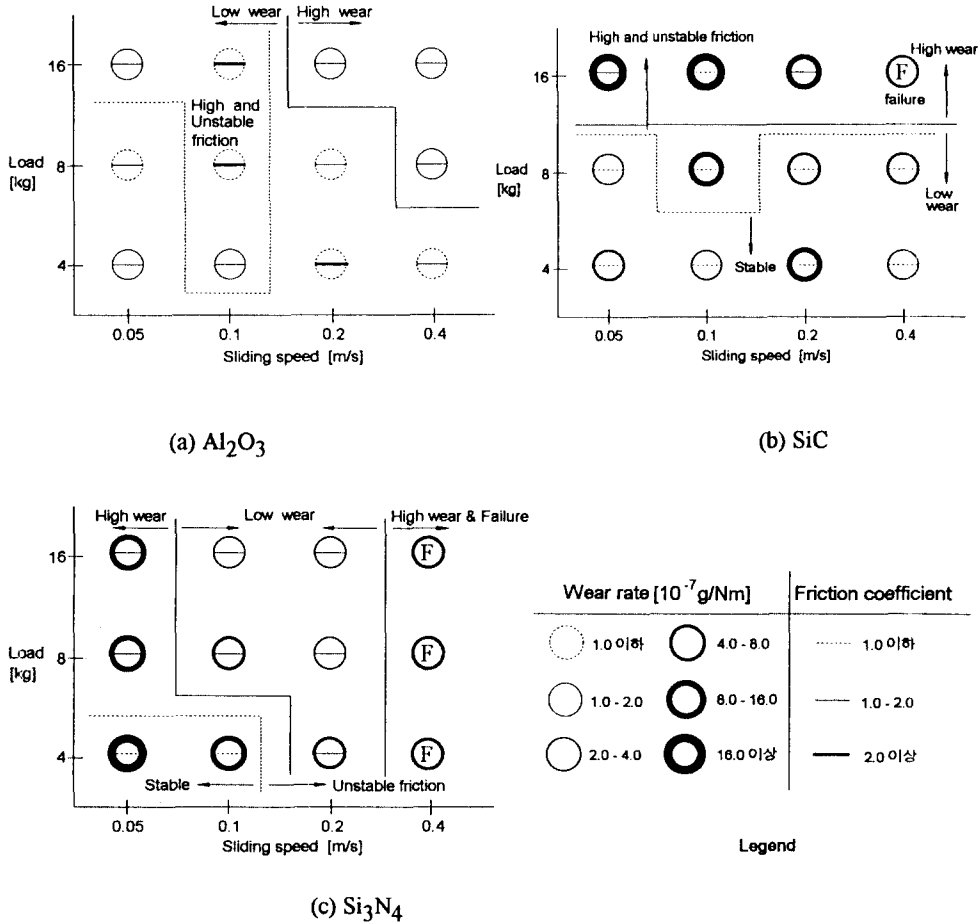 Low wear High wear
16
High and
Unstable
friction
Load
[kg]
8
4
0.05 0.1 0.2 0.4
Sliding speed [m/s]
(a) Al2O3
High and unstable friction
High wear
16
F
failure
Load
[kg]
8
Low
wear
4
Stable
0.05 0.1 0.2 0.4
Sliding speed [m/s]
(b) SiC
High wear Low wear High wear & Failure
16
F
Load
[kg]
8
F
4
F
Stable Unstable friction
0.05 0.1 0.2 0.4
Sliding speed [m/s]
(c) Si3N4
Wear rate [10-7g/Nm] Friction coefficient
1.0 이하 4.0 - 8.0 1.0 이하
1.0 - 2.0 8.0 - 16.0 1.0 - 2.0
2.0 - 4.0 16.0 이상 2.0 이상
Legend